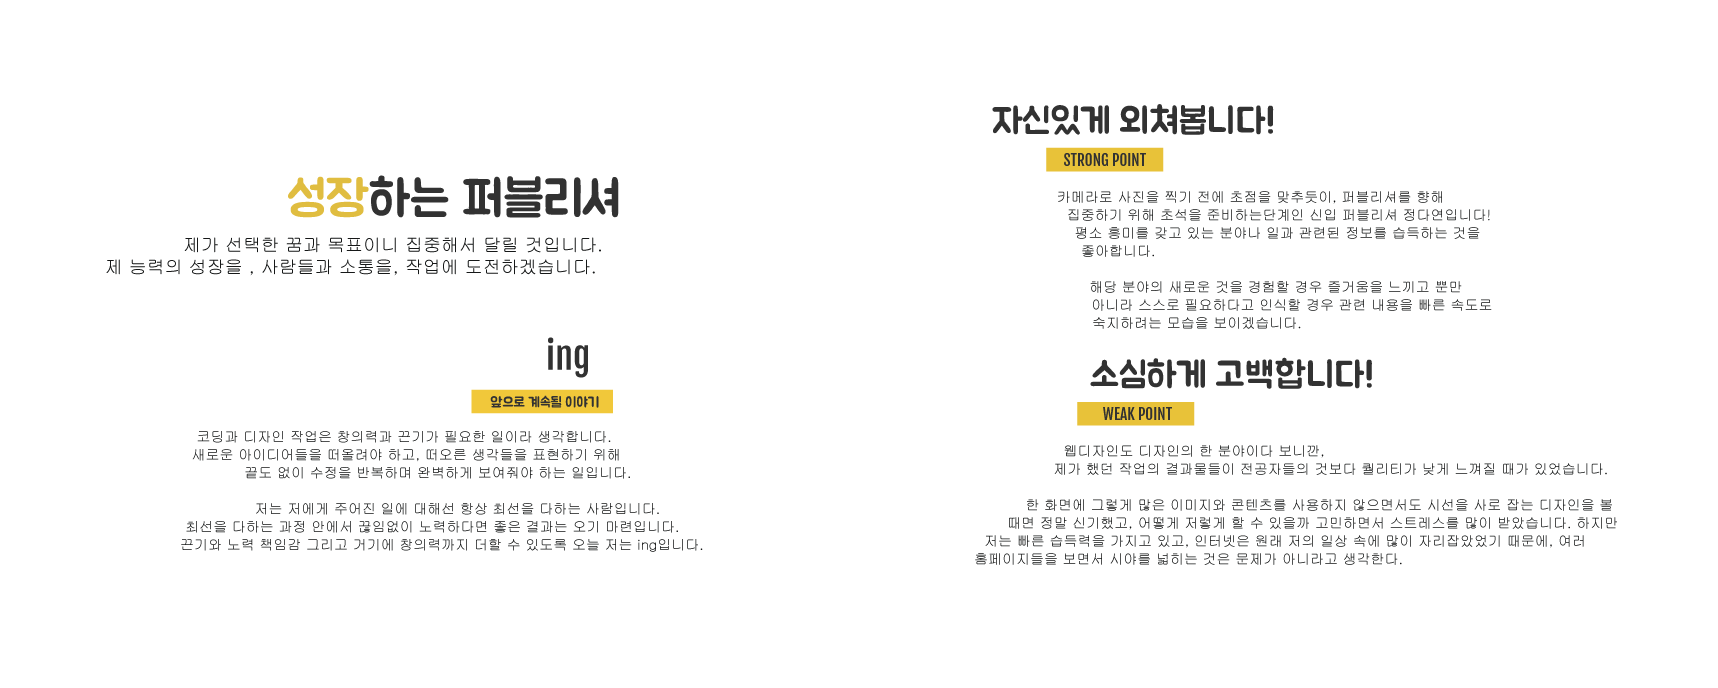 성장하는 퍼블리셔
제가 선택한 꿈과 목표이니 집중해서 달릴 것입니다.
제 능력의 성장을 , 사람들과 소통을, 작업에 도전하겠습니다.
ing
앞으로 계속될 이야기
코딩과 디자인 작업은 창의력과 끈기가 필요한 일이라 생각합니다.
새로운 아이디어들을 떠올려야 하고, 떠오른 생각들을 표현하기 위해
끝도 없이 수정을 반복하며 완벽하게 보여줘야 하는 일입니다.
저는 저에게 주어진 일에 대해선 항상 최선을 다하는 사람입니다.
최선을 다하는 과정 안에서 끊임없이 노력하다면 좋은 결과는 오기 마련입니다.
끈기와 노력 책임감 그리고 거기에 창의력까지 더할 수 있도록 오늘 저는 ing입니다.
자신있게 외쳐봅니다!
STRONG POINT
카메라로 사진을 찍기 전에 초점을 맞추듯이, 퍼블리셔를 향해
집중하기 위해 초석을 준비하는단계인 신입 퍼블리셔 정다연입니다!
평소 흥미를 갖고 있는 분야나 일과 관련된 정보를 습득하는 것을
좋아합니다.
해당 분야의 새로운 것을 경험할 경우 즐거움을 느끼고 뿐만
아니라 스스로 필요하다고 인식할 경우 관련 내용을 빠른 속도로
숙지하려는 모습을 보이겠습니다.
소심하게 고백합니다!
WEAK POINT
웹디자인도 디자인의 한 분야이다 보니깐,
제가 했던 작업의 결과물들이 전공자들의 것보다 퀄리티가 낮게 느껴질 때가 있었습니다.
한 화면에 그렇게 많은 이미지와 콘텐츠를 사용하지 않으면서도 시선을 사로 잡는 디자인을 볼
때면 정말 신기했고, 어떻게 저렇게 할 수 있을까 고민하면서 스트레스를 많이 받았습니다. 하지만
저는 빠른 습득력을 가지고 있고, 인터넷은 원래 저의 일상 속에 많이 자리잡았었기 때문에, 여러
홈페이지들을 보면서 시야를 넓히는 것은 문제가 아니라고 생각한다.